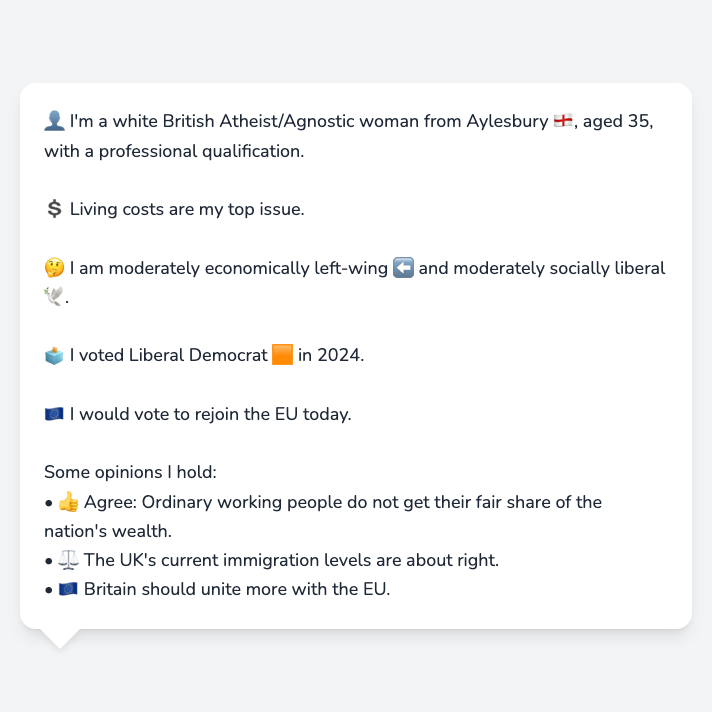 👤 I'm a white British Atheist/Agnostic woman from Aylesbury 🏴󠁧󠁢󠁥󠁮󠁧󠁿, aged 35,
with a professional qualification.
💲 Living costs are my top issue.
🤔 I am moderately economically left-wing ⬅️ and moderately socially liberal
🕊️.
🗳️ I voted Liberal Democrat 🟧 in 2024.
🇪🇺 I would vote to rejoin the EU today.
Some opinions I hold:
• 👍 Agree: Ordinary working people do not get their fair share of the
nation's wealth.
• ⚖️ The UK's current immigration levels are about right.
• 🇪🇺 Britain should unite more with the EU.